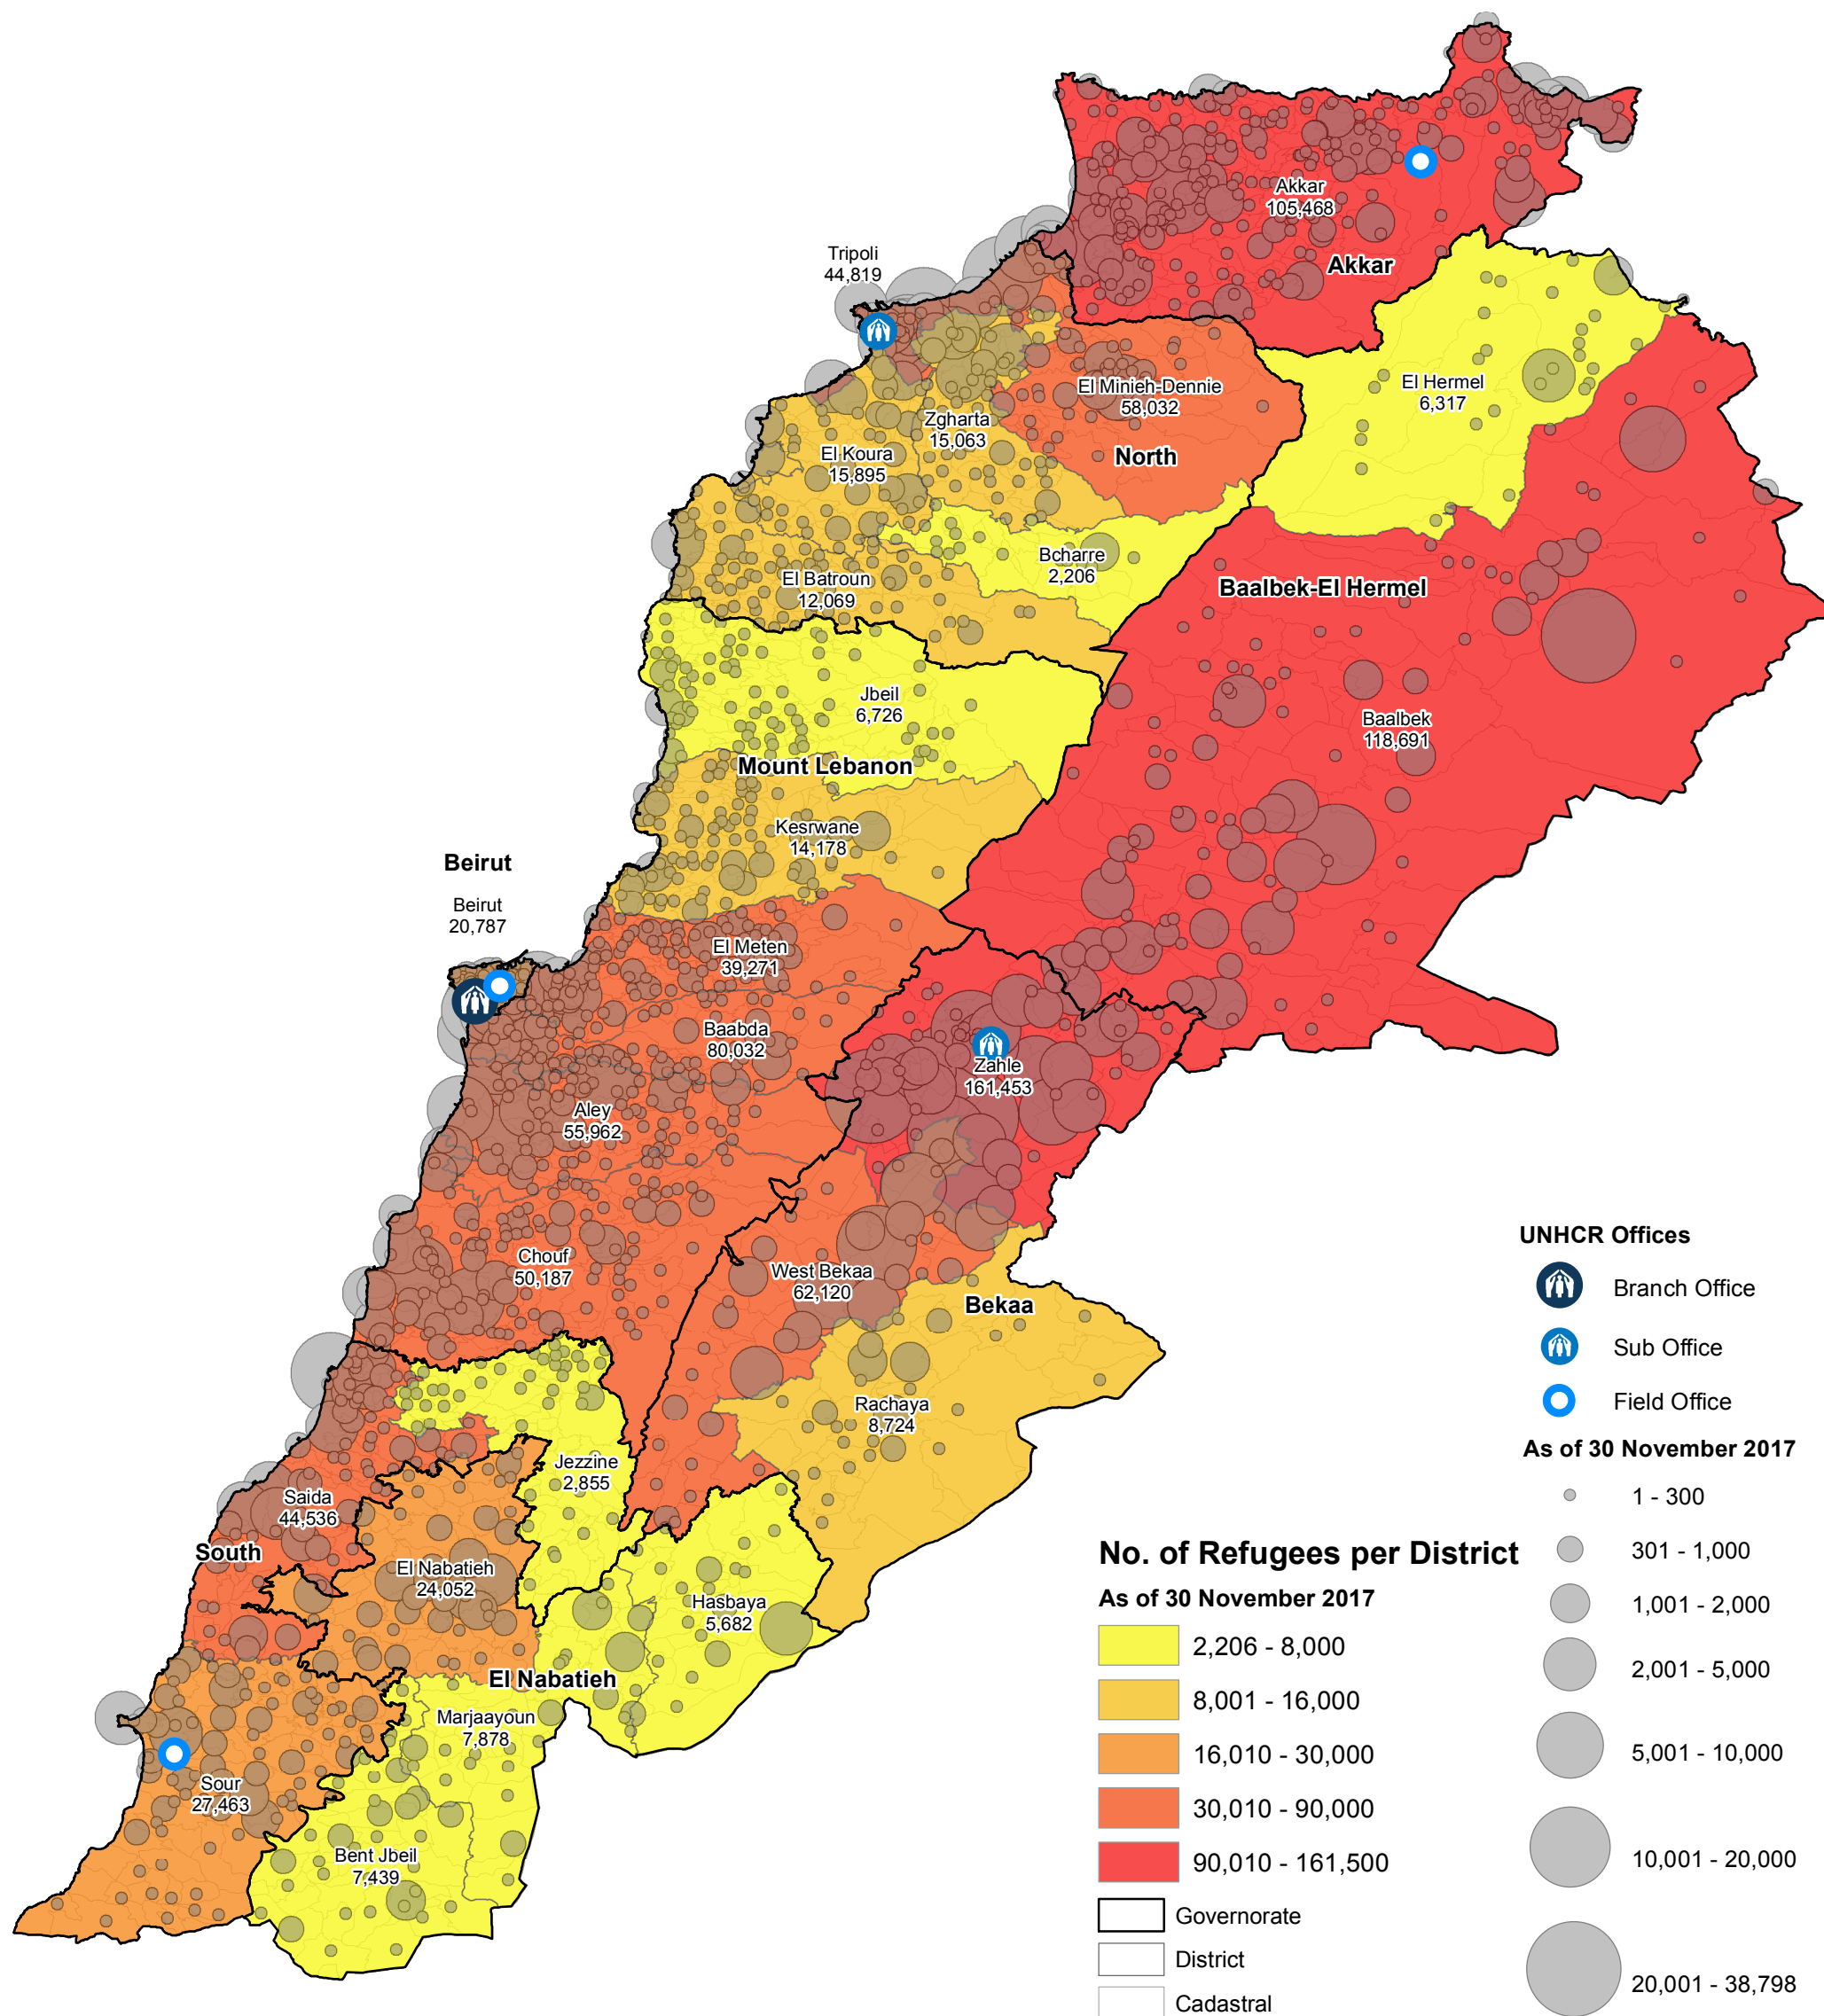 Akkar
105,468
Akkar
Tripoli
44,819
El Hermel
6,317
El Minieh-Dennie
58,032
Zgharta
15,063
El Koura
15,895
North
Bcharre
2,206
El Batroun
12,069
Baalbek-El Hermel
Jbeil
6,726
Baalbek
118,691
Mount Lebanon
Kesrwane
14,178
Beirut
Beirut
20,787
El Meten
39,271
Baabda
80,032
Zahle
161,453
Aley
55,962
Chouf
50,187
West Bekaa
62,120
Bekaa
Rachaya
8,724
Jezzine
2,855
Saida
44,536
South
El Nabatieh
24,052
Hasbaya
5,682
El Nabatieh
Marjaayoun
7,878
Sour
27,463
Bent Jbeil
7,439
UNHCR Offices
Branch Office
Sub Office
Field Office
As of 30 November 2017
1 - 300
301 - 1,000
1,001 - 2,000
2,001 - 5,000
5,001 - 10,000
10,001 - 20,000
20,001 - 38,798
No. of Refugees per District
As of 30 November 2017
2,206 - 8,000
8,001 - 16,000
16,010 - 30,000
30,010 - 90,000
90,010 - 161,500
Governorate
District
Cadastral